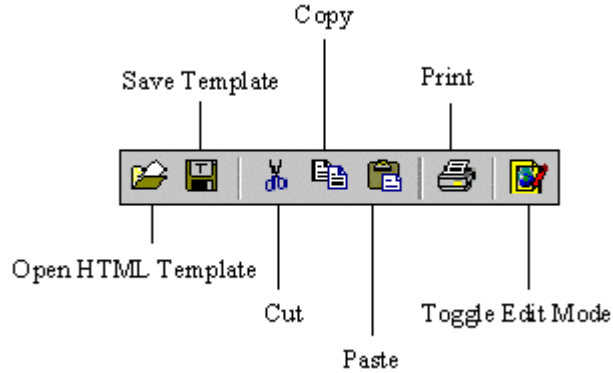 Copy
Save Template
Print
T
Open HTML Template
Cut
Toggle Edit Mode
Paste